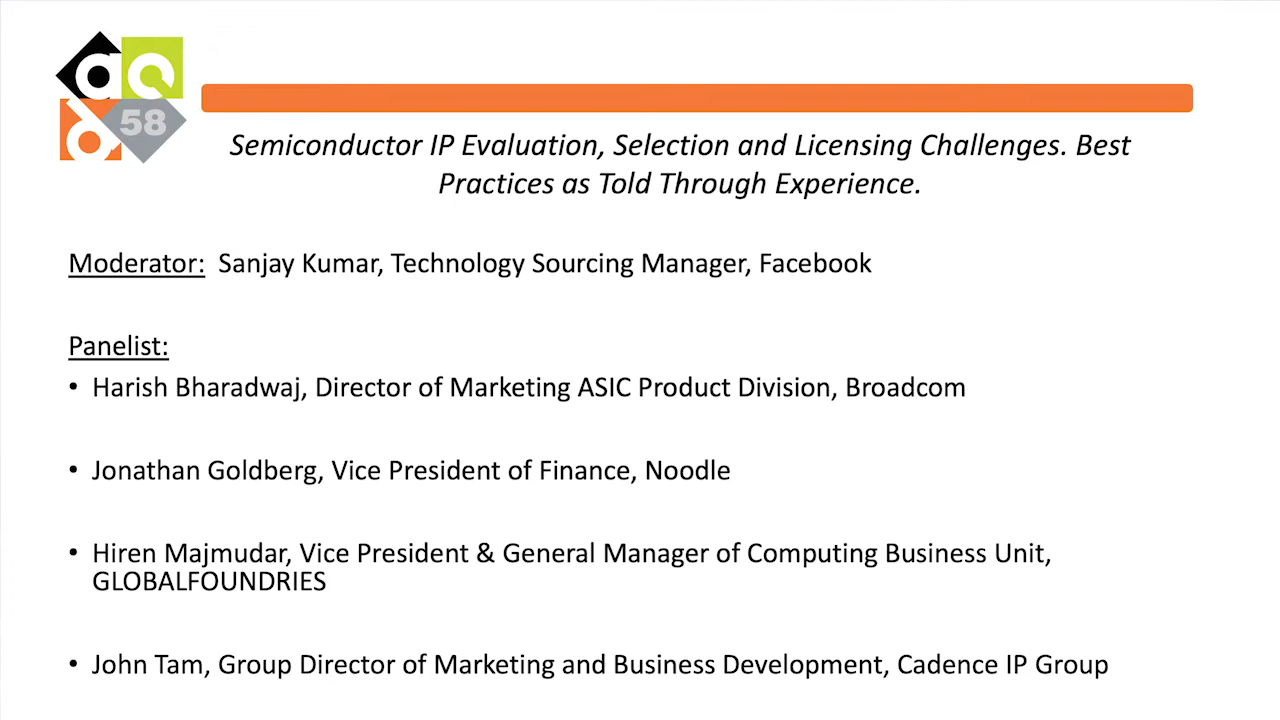 58
Semiconductor IP Evaluation, Selection and Licensing Challenges. Best
Practices as Told Through Experience.
Moderator: Sanjay Kumar, Technology Sourcing Manager, Facebook
Panelist:
• Harish Bharadwaj, Director of Marketing ASIC Product Division, Broadcom
• Jonathan Goldberg, Vice President of Finance, Noodle
• Hiren Majmudar, Vice President & General Manager of Computing Business Unit,
GLOBALFOUNDRIES
• John Tam, Group Director of Marketing and Business Development, Cadence IP Group